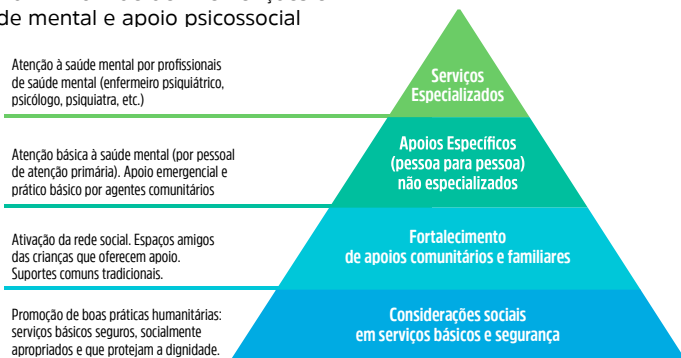 de mental e apoio psicossocial
Atenção à saúde mental por profissionais
de saúde mental (enfermeiro psiquiátrico,
psicólogo, psiquiatra, etc.)
Serviços
Especializados
Atenção básica à saúde mental (por pessoal
de atenção primária). Apoio emergencial e
prático básico por agentes comunitários
Apoios Específicos
(pessoa para pessoa)
não especializados
Ativação da rede social. Espaços amigos
das crianças que oferecem apoio.
Suportes comuns tradicionais.
Fortalecimento
de apoios comunitários e familiares
Promoção de boas práticas humanitárias:
serviços básicos seguros, socialmente
apropriados e que protejam a dignidade.
Considerações sociais
em serviços básicos e segurança